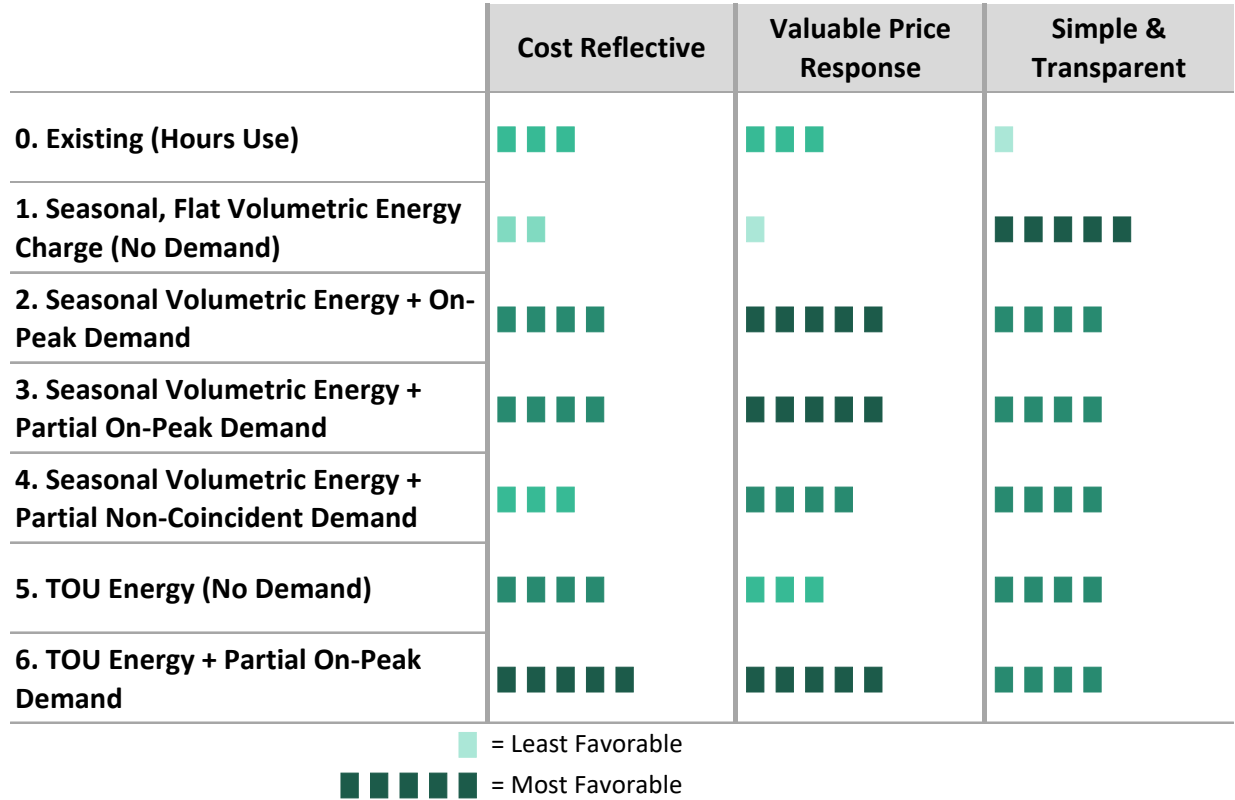 Cost Reflective
Valuable Price
Response
Simple &
Transparent
0. Existing (Hours Use)
1. Seasonal, Flat Volumetric Energy
Charge (No Demand)
2. Seasonal Volumetric Energy + On-
Peak Demand
3. Seasonal Volumetric Energy +
Partial On-Peak Demand
4. Seasonal Volumetric Energy +
Partial Non-Coincident Demand
5. TOU Energy (No Demand)
6. TOU Energy + Partial On-Peak
Demand
= Least Favorable
= Most Favorable